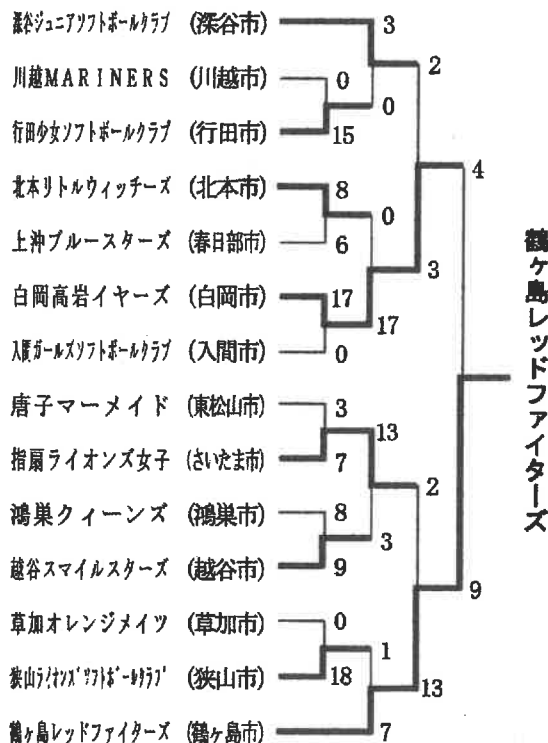 深谷ジュニアソフトボールクラブ (深谷市) 3
2
川越MARINERS (川越市) 0
0
行田少女ソフトボールクラブ (行田市) 15
4
北本リトルウィッチーズ (北本市) 8
0
上沖ブルースターズ (春日部市) 6
3
白岡高岩イヤーズ (白岡市) 17
17
入間ガールズソフトボールクラブ (入間市) 0
鶴ヶ島レッドファイターズ
唐子マーメイド (東松山市) 3
13
指扇ライオンズ女子 (さいたま市) 7
2
鴻巣クィーンズ (鴻巣市) 8
3
越谷スマイルスターズ (越谷市) 9
9
草加オレンジメイツ (草加市) 0
1
狭山ライオンズソフトボールクラブ (狭山市) 18
13
鶴ヶ島レッドファイターズ (鶴ヶ島市) 7